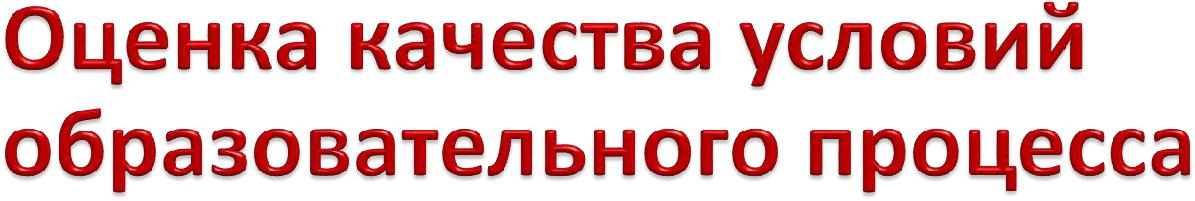 Оценка качества условий
образовательного процесса